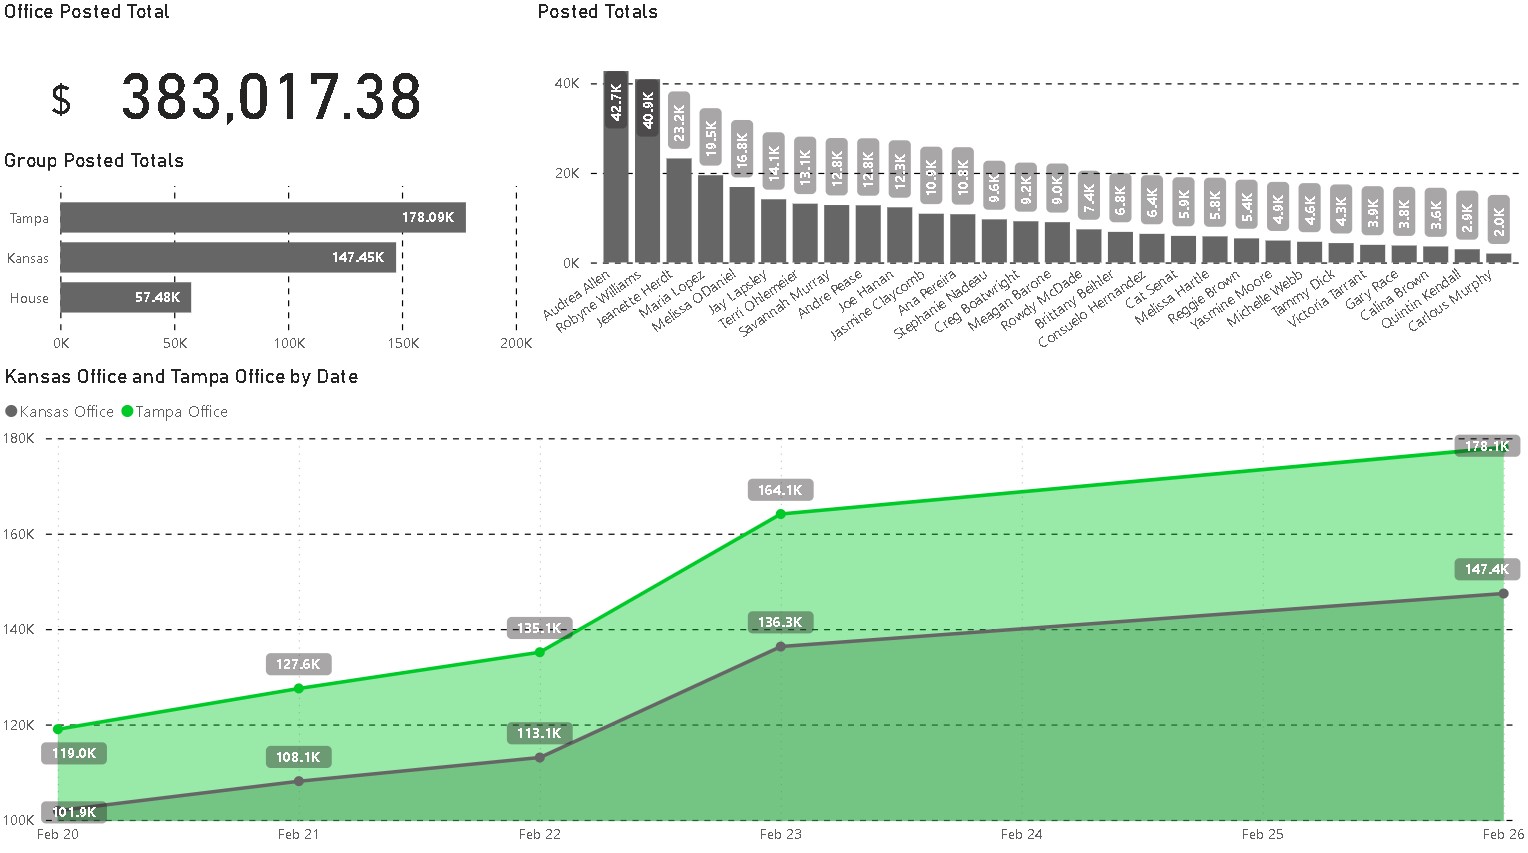 Office Posted Total
$ 383,017.38
Group Posted Totals
Tampa 178.09K
Kansas 147.45K
House 57.48K
0K 50K 100K 150K 200K
Posted Totals
40K
20K
0K
42.7K 40.9K 23.2K 19.5K 16.8K 14.1K 13.1K 12.8K 12.8K 12.3K 10.9K 10.8K 9.6K 9.2K 9.0K 7.4K 6.8K 6.4K 5.9K 5.8K 5.4K 4.9K 4.6K 4.3K 3.9K 3.8K 3.6K 2.9K 2.0K
Audrea Allen
Robyne Williams
Jeanette Herdt
Maria Lopez
Melissa ODaniel
Jay Lapsley
Terri Ohlemeier
Savannah Murray
Andre Pease
Joe Hanan
Jasmine Claycomb
Ana Pereira
Stephanie Nadeau
Creg Boatwright
Meagan Barone
Rowdy McDade
Brittany Beihler
Consuelo Hernandez
Cat Senat
Melissa Hartle
Reggie Brown
Yasmine Moore
Michelle Webb
Tammy Dick
Victoria Tarrant
Gary Race
Calina Brown
Quintin Kendall
Carlous Murphy
Kansas Office and Tampa Office by Date
Kansas Office Tampa Office
180K
160K
140K
120K
100K
119.0K 127.6K 135.1K 164.1K 178.1K
101.9K 108.1K 113.1K 136.3K 147.4K
Feb 20 Feb 21 Feb 22 Feb 23 Feb 24 Feb 25 Feb 26